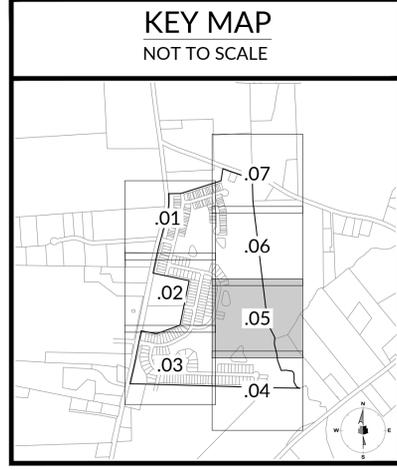 KEY MAP
NOT TO SCALE
.07
.01
.06
.02
.05
.03
.04
N
W E
S